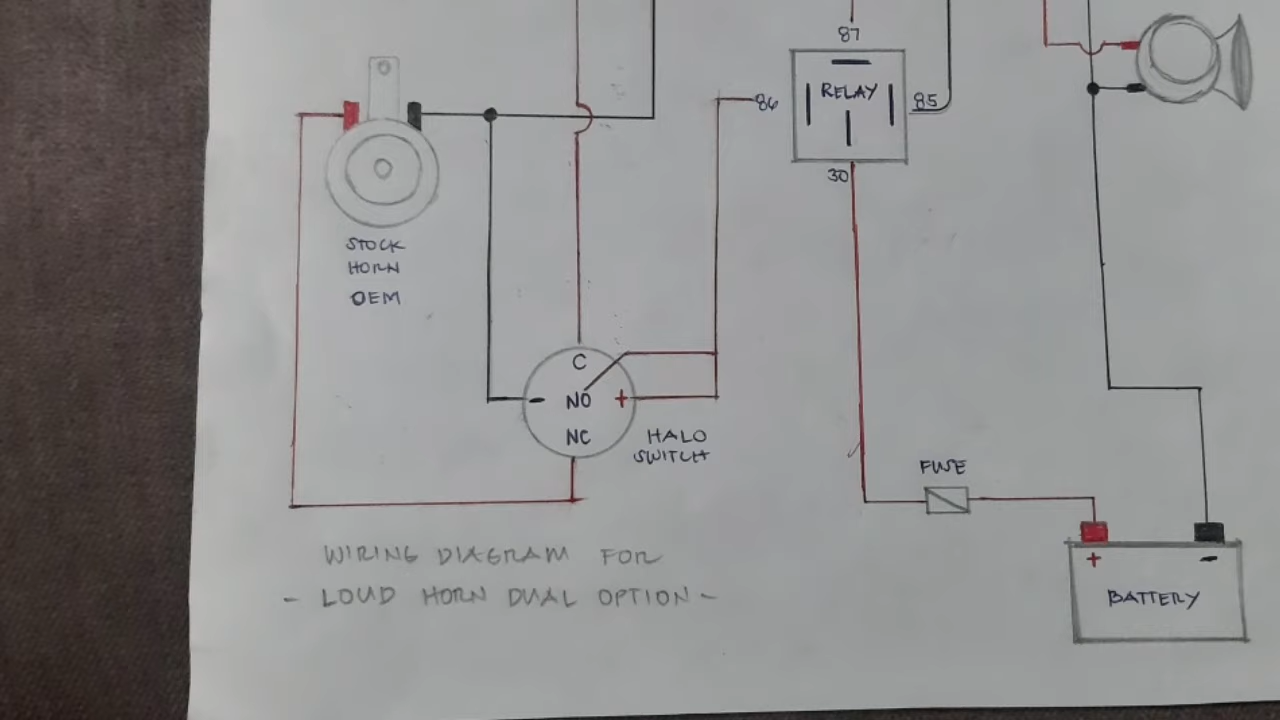 87
RELAY
86
85
30
STOCK
HORN
OEM
C
NO
+
-
NC
HALO
SWITCH
FUSE
+
-
BATTERY
WIRING DIAGRAM FOR
- LOUD HORN DUAL OPTION -